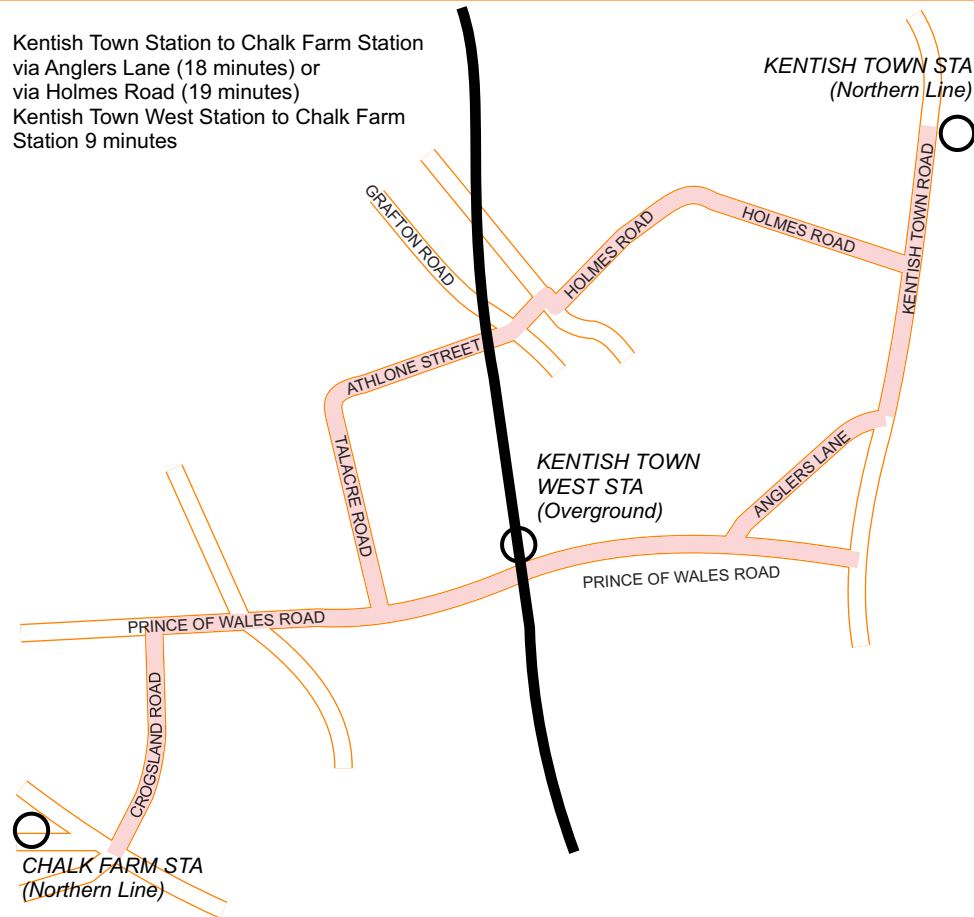 Kentish Town Station to Chalk Farm Station
via Anglers Lane (18 minutes) or
via Holmes Road (19 minutes)
Kentish Town West Station to Chalk Farm
Station 9 minutes
KENTISH TOWN STA
(Northern Line)
GRAFTON ROAD
HOLMES ROAD
HOLMES ROAD
KENTISH TOWN ROAD
ATHLONE STREET
TALACRE ROAD
KENTISH TOWN
WEST STA
(Overground)
ANGLERS LANE
PRINCE OF WALES ROAD
PRINCE OF WALES ROAD
CROGSLAND ROAD
CHALK FARM STA
(Northern Line)